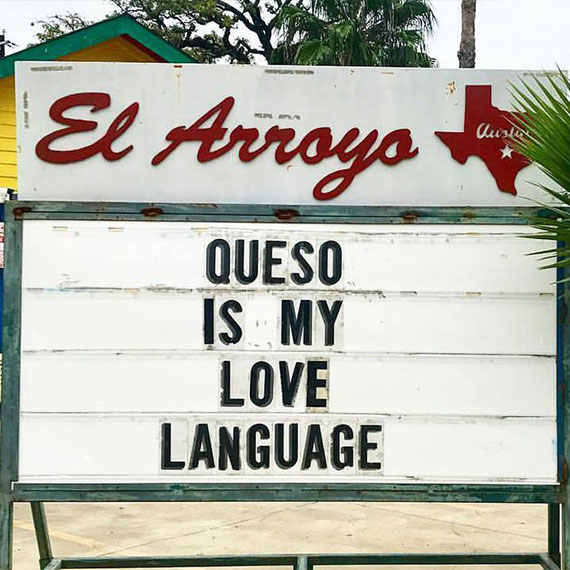 El Arroyo
Austin
QUESO
IS MY
LOVE
LANGUAGE